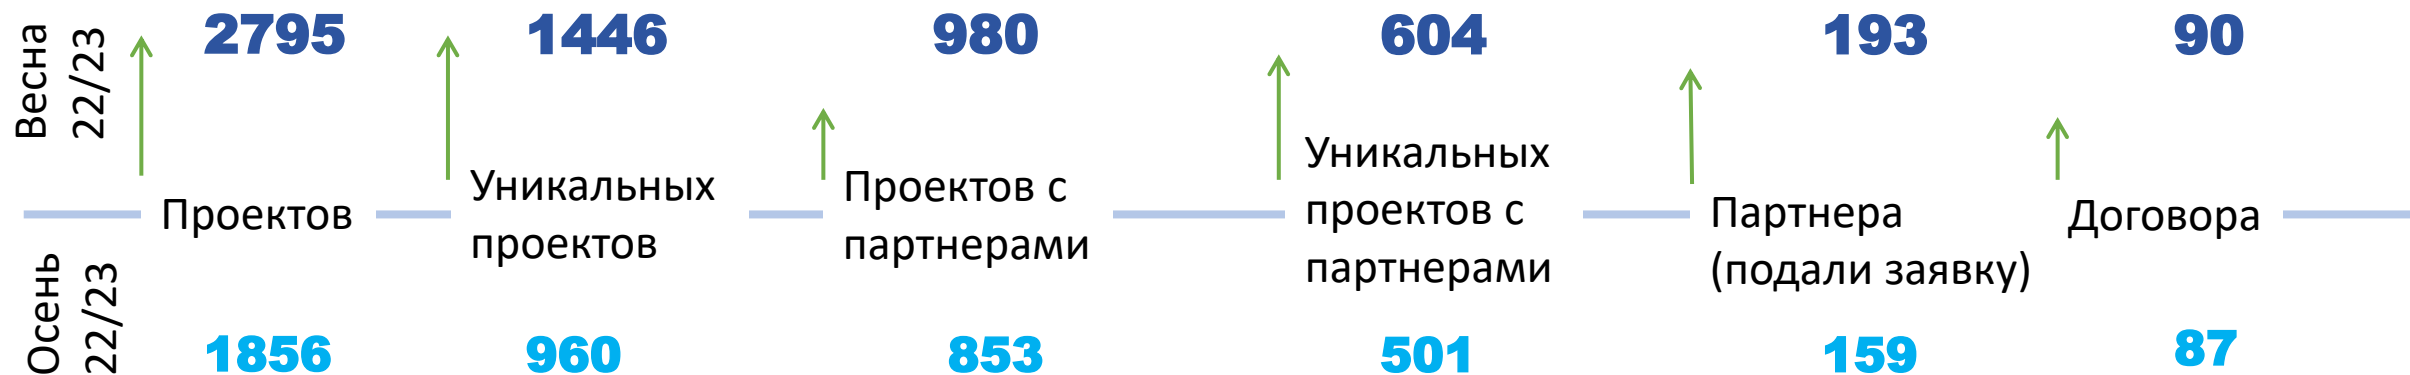 Весна
22/23
2795
1446
980
604
193
90
Проектов
Уникальных
проектов
Проектов с
партнерами
Уникальных
проектов с
партнерами
Партнера
(подали заявку)
Договора
Осень
22/23
1856
960
853
501
159
87